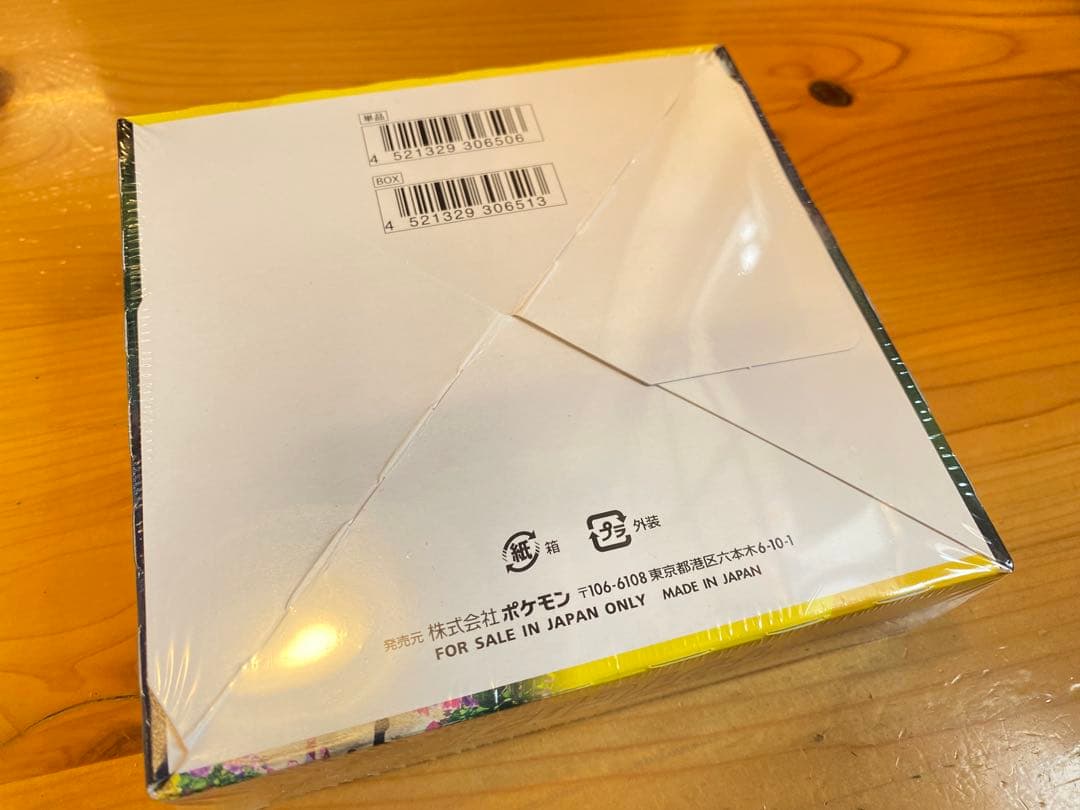 単品
4 521329 306506
BOX
4 521329 306513
紙 箱
プラ 外装
発売元 株式会社 ポケモン 〒106-6108 東京都港区六本木6-10-1
FOR SALE IN JAPAN ONLY MADE IN JAPAN